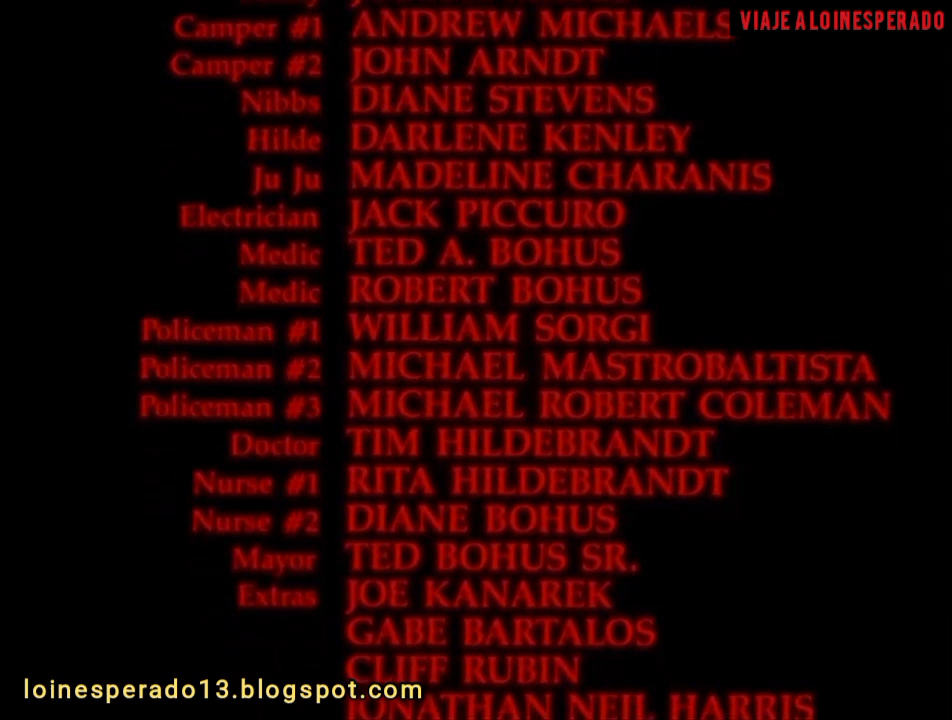 Camper #1 ANDREW MICHAELS
VIAJE A LO INESPERADO
Camper #2 JOHN ARNDT
Nibbs DIANE STEVENS
Hilde DARLENE KENLEY
Ju Ju MADELINE CHARANIS
Electrician JACK PICCURO
Medic TED A. BOHUS
Medic ROBERT BOHUS
Policeman #1 WILLIAM SORGI
Policeman #2 MICHAEL MASTROBALTISTA
Policeman #3 MICHAEL ROBERT COLEMAN
Doctor TIM HILDEBRANDT
Nurse #1 RITA HILDEBRANDT
Nurse #2 DIANE BOHUS
Mayor TED BOHUS SR.
Extras JOE KANAREK
GABE BARTALOS
CLIFF RUBIN
loinesperado13.blogspot.com
JONATHAN NEIL HARRIS